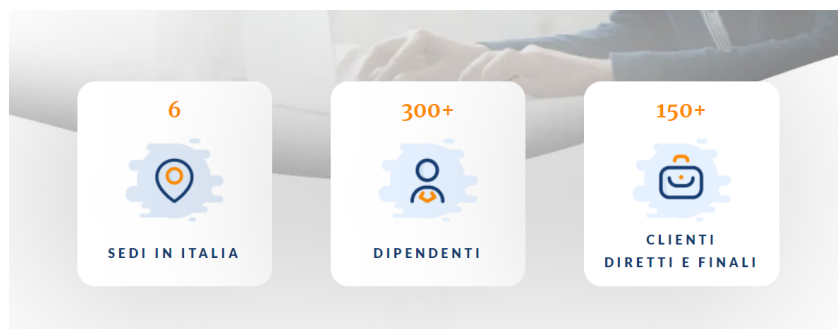 6
SEDI IN ITALIA
300+
DIPENDENTI
150+
CLIENTI
DIRETTI E FINALI